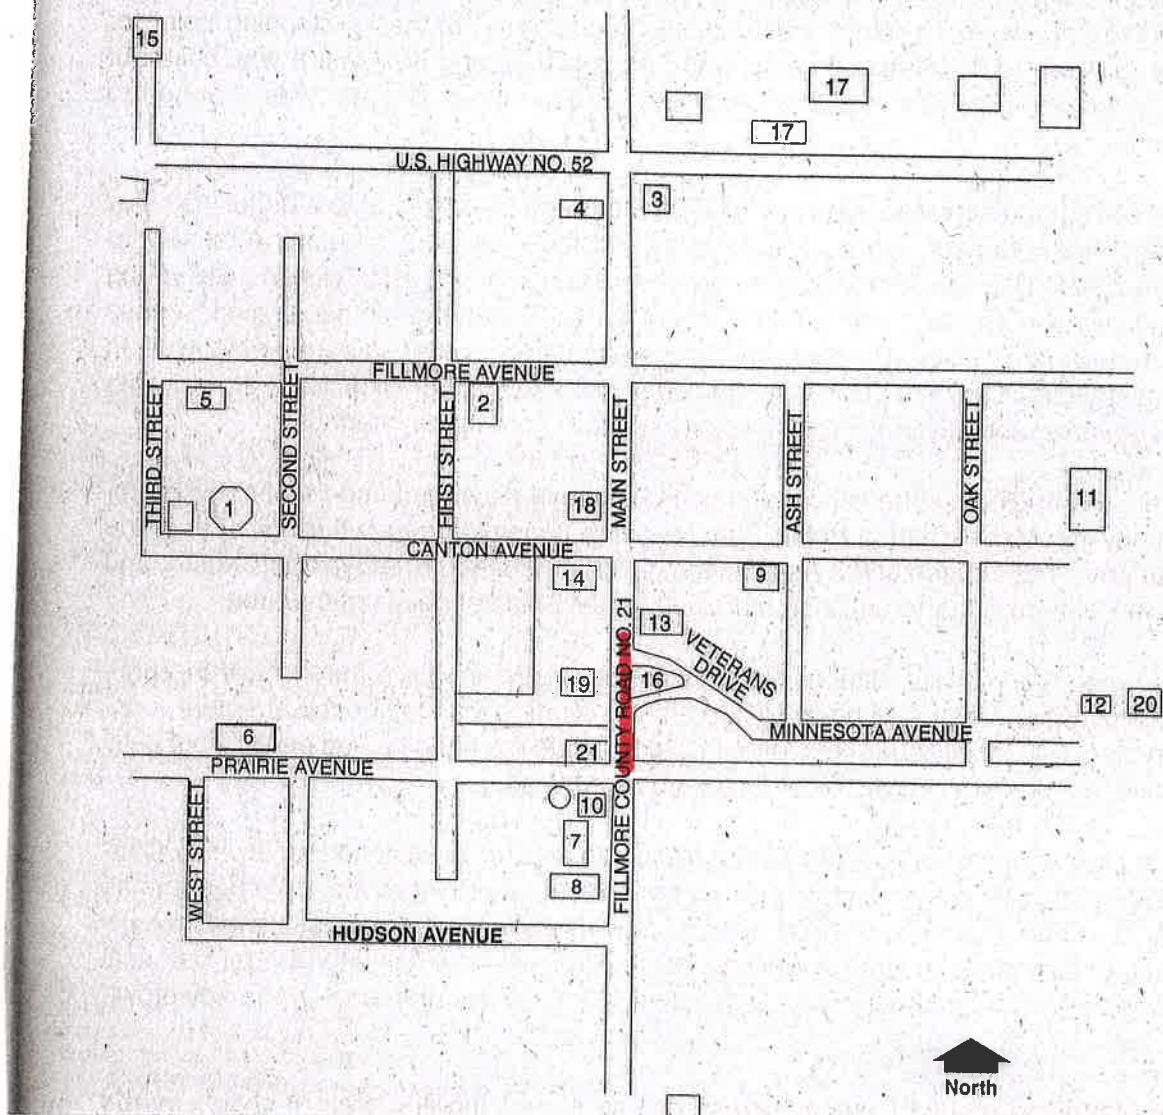 15
17
17
U.S. HIGHWAY NO. 52
4
3
FILLMORE AVENUE
5
2
THIRD STREET
SECOND STREET
FIRST STREET
MAIN STREET
ASH STREET
OAK STREET
1
18
11
CANTON AVENUE
14
9
13
VETERANS
DRIVE
19
16
12
20
6
21
MINNESOTA AVENUE
PRAIRIE AVENUE
FILLMORE COUNTY ROAD NO. 21
10
7
8
WEST STREET
HUDSON AVENUE
North